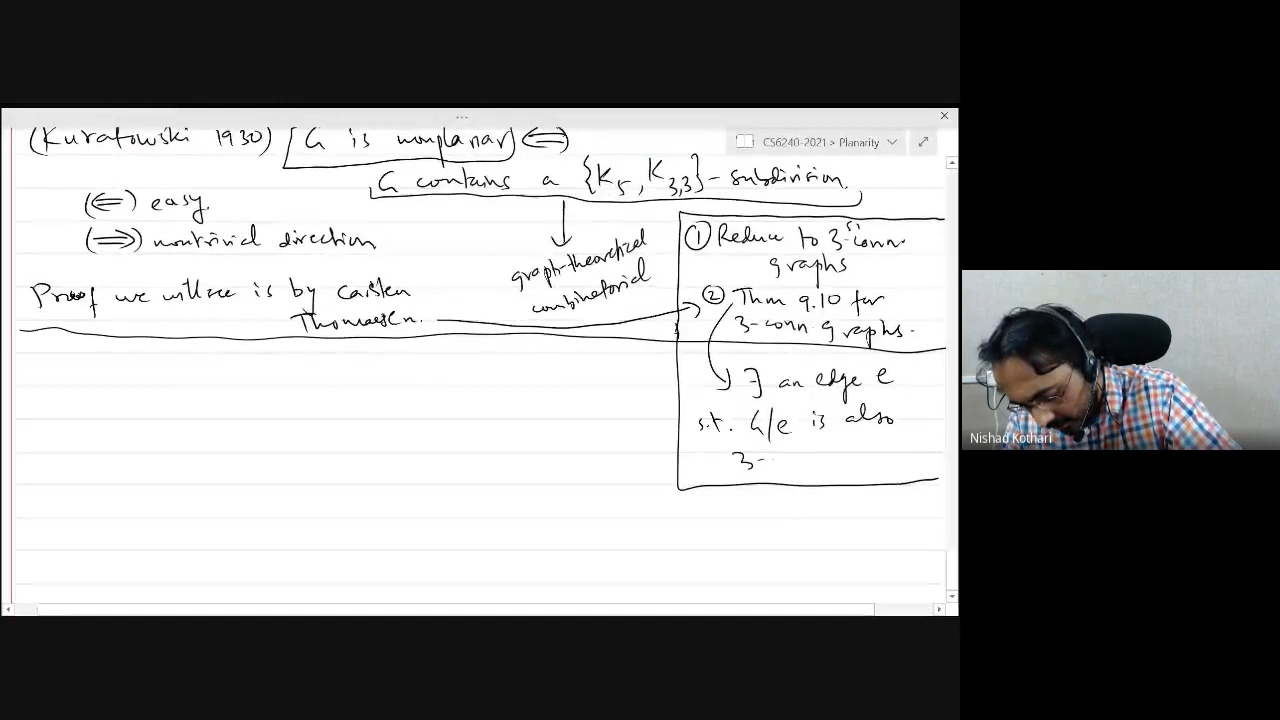 (Kuratowski 1930) [G is nonplanar] ⟺
G contains a {K5, K3,3}-subdivision.
(⟸) easy.
(⟹) nontrivial direction
graph-theoretical
combinatorial
Proof we will see is by Carsten
Thomassen.
① Reduce to 3-conn. graphs
② Thm 9.10 for
3-conn. graphs.
∃ an edge e
s.t. G/e is also
3-
CS6240-2021 > Planarity
Nishad Kothari